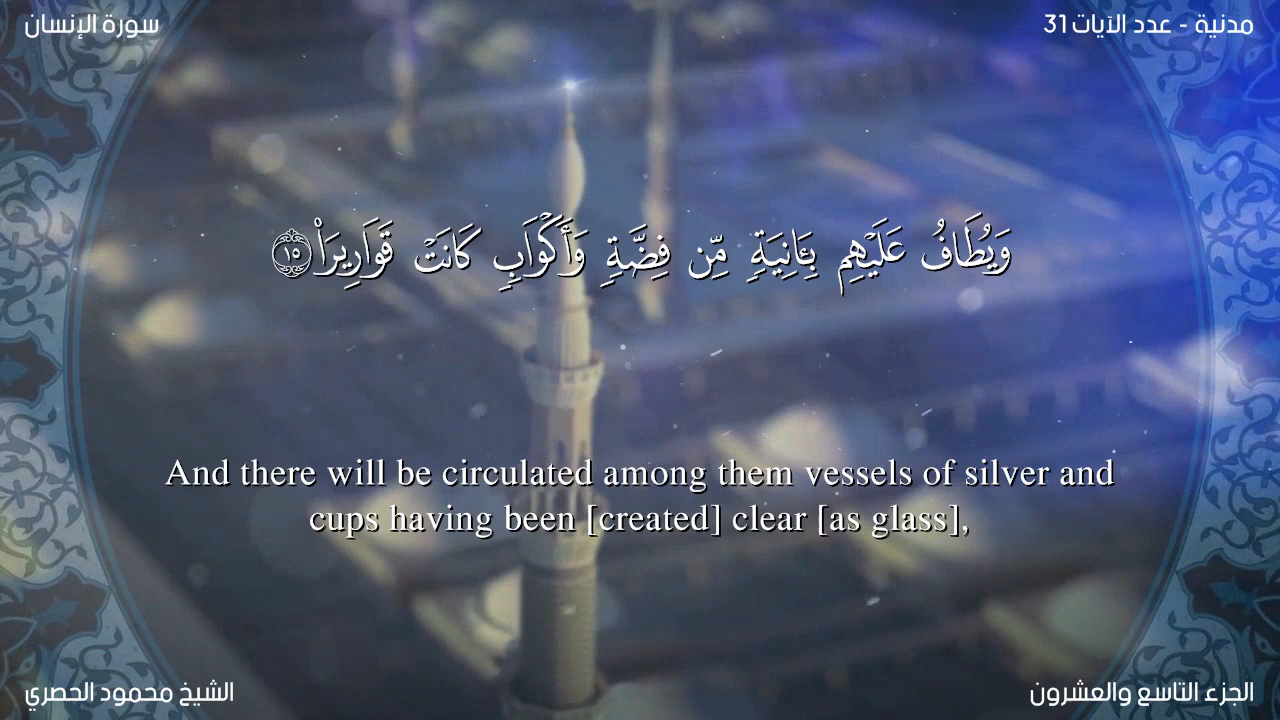 سورة الإنسان
مدنية - عدد الآيات 31
وَيُطَافُ عَلَيْهِم بِـَٔانِيَةٍ مِّن فِضَّةٍ وَأَكْوَابٍ كَانَتْ قَوَارِيرَا۠ ١٥
And there will be circulated among them vessels of silver and
cups having been [created] clear [as glass],
الشيخ محمود الحصري
الجزء التاسع والعشرون